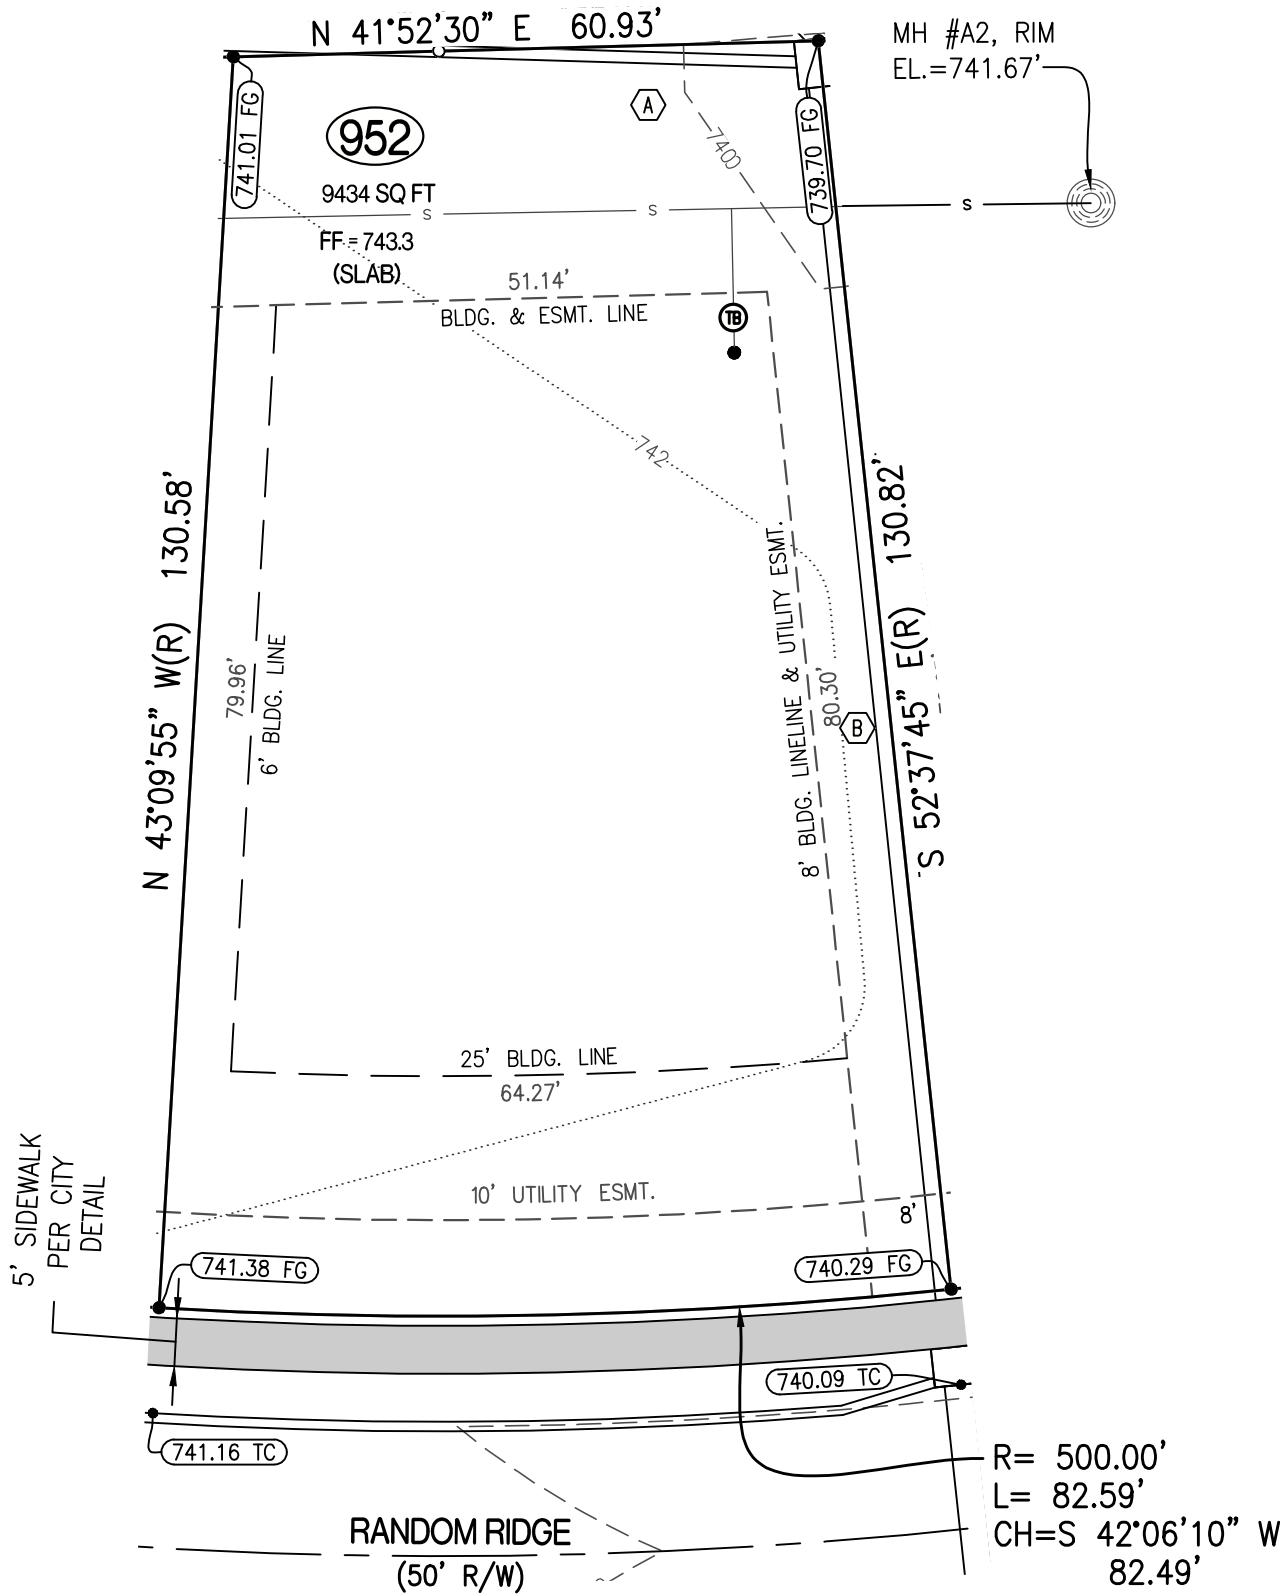 N 41°52'30" E 60.93'
MH #A2, RIM
EL.=741.67'
741.01 FG
952
A
739.70 FG
7400
9434 SQ FT
S
S
S
FF = 743.3
(SLAB)
51.14'
BLDG. & ESMT. LINE
TB
742
N 43°09'55" W(R) 130.58'
79.96'
6' BLDG. LINE
8' BLDG. LINELINE & UTILITY ESMT.
80.30'
B
S 52°37'45" E(R) 130.82'
25' BLDG. LINE
64.27'
5' SIDEWALK
PER CITY
DETAIL
10' UTILITY ESMT.
8'
741.38 FG
740.29 FG
740.09 TC
741.16 TC
R= 500.00'
L= 82.59'
CH=S 42°06'10" W
82.49'
RANDOM RIDGE
(50' R/W)